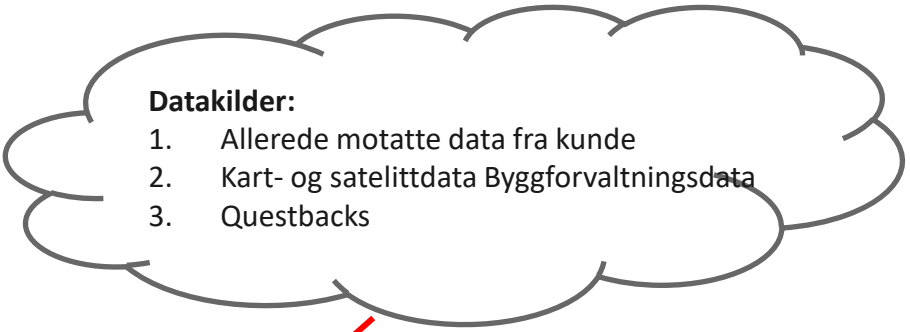 Datakilder:
1. Allerede motatte data fra kunde
2. Kart- og satelittdata Byggforvaltningsdata
3. Questbacks